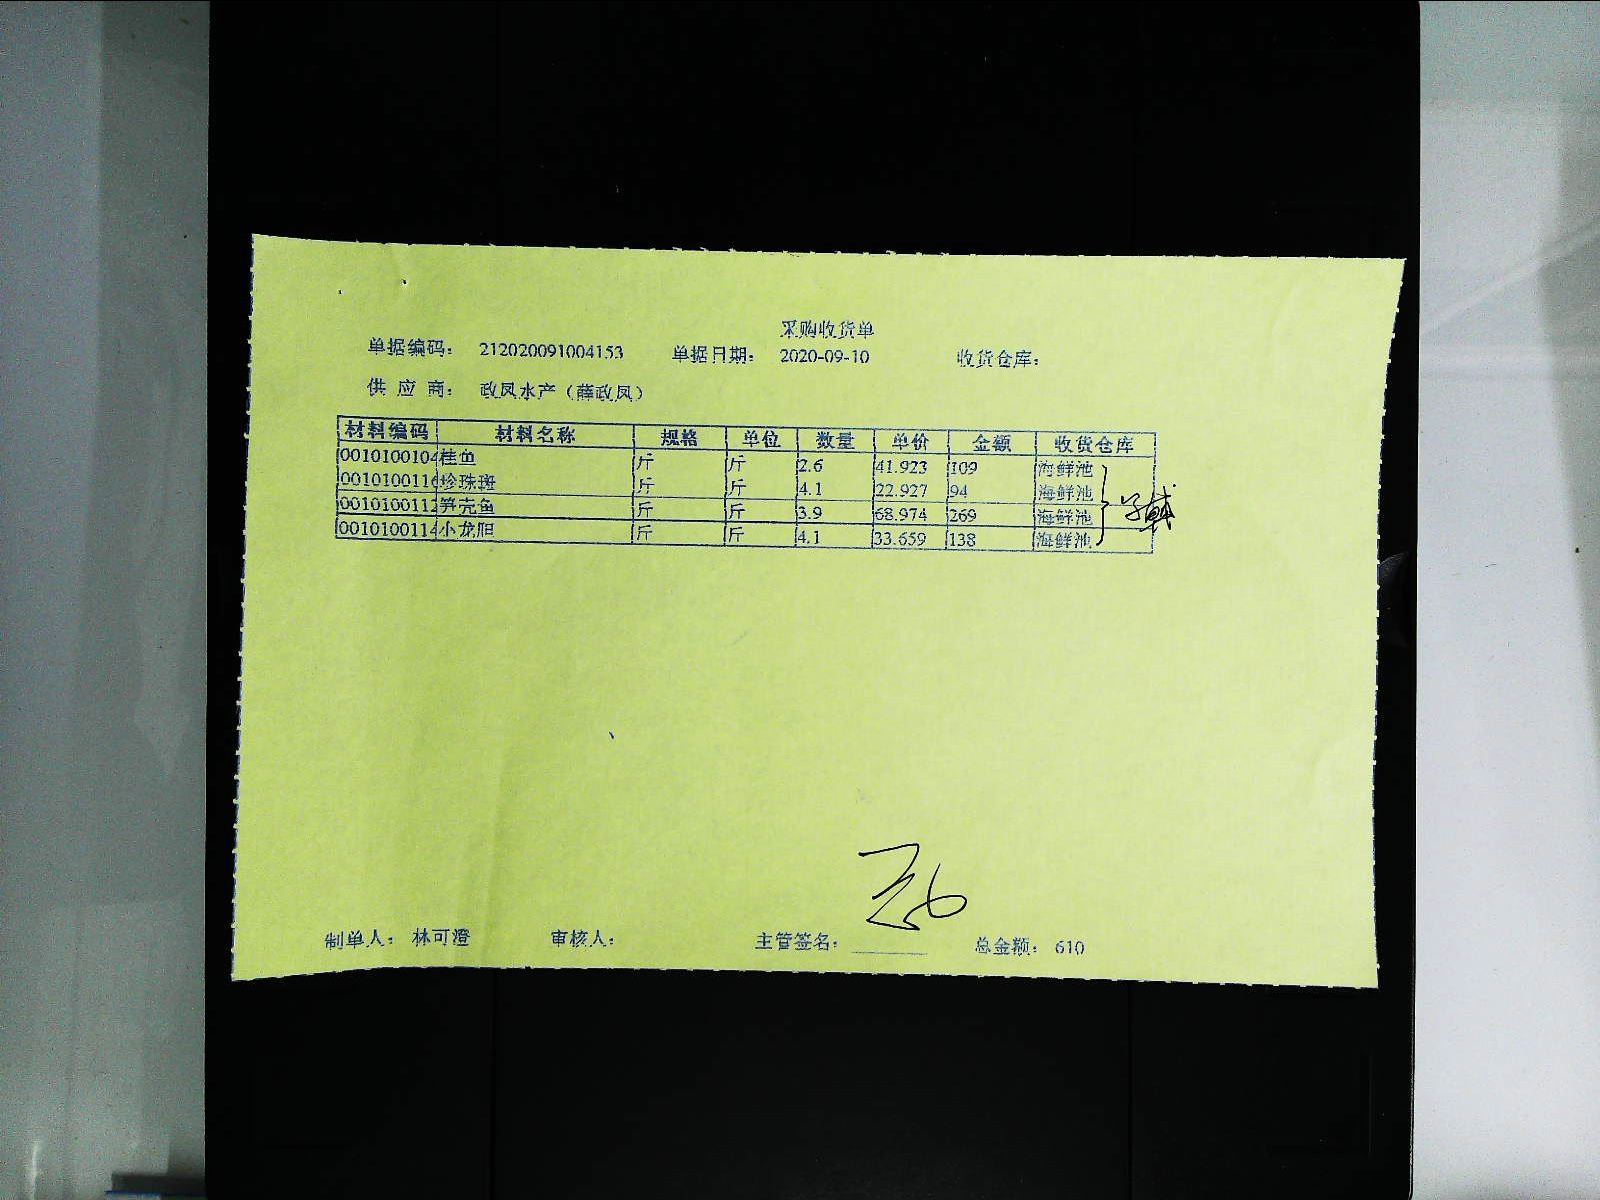 采购收货单
单据编码： 212020091004153 单据日期： 2020-09-10 收货仓库：
供 应 商： 政凤水产（薛政凤）
材料编码 材料名称 规格 单位 数量 单价 金额 收货仓库
0010100104 桂鱼 斤 斤 2.6 41.923 109 海鲜池
0010100116 珍珠斑 斤 斤 4.1 22.927 94 海鲜池
0010100112 笋壳鱼 斤 斤 3.9 68.974 269 海鲜池
0010100114 小龙胆 斤 斤 4.1 33.659 138 海鲜池
制单人： 林可澄 审核人： 主管签名： 总金额： 610